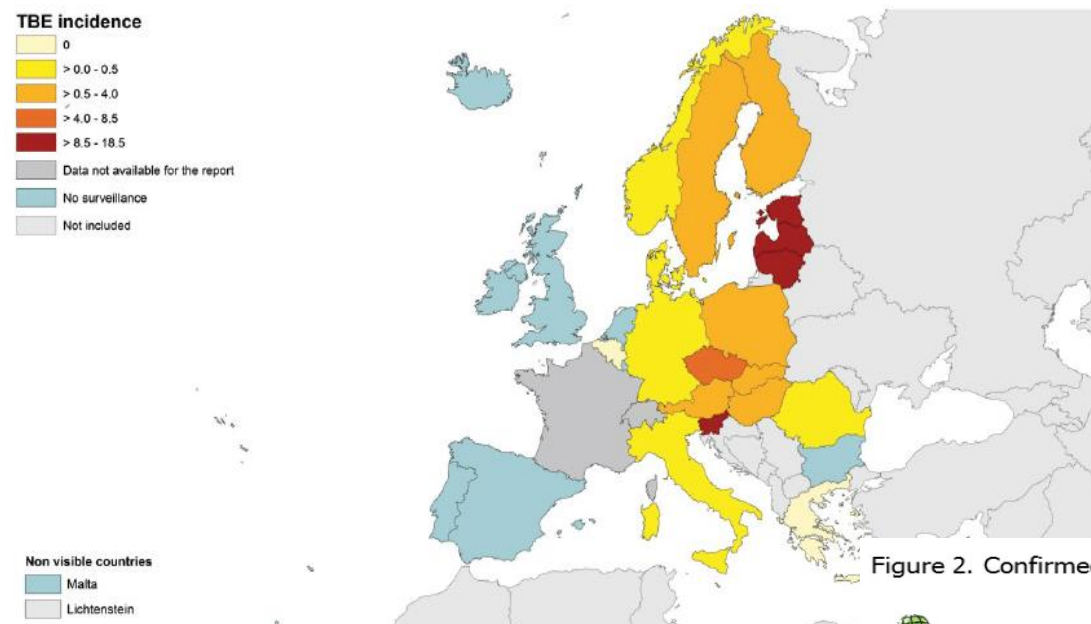 TBE incidence
0
> 0.0 - 0.5
> 0.5 - 4.0
> 4.0 - 8.5
> 8.5 - 18.5
Data not available for the report
No surveillance
Not included
Non visible countries
Malta
Lichtenstein
Figure 2. Confirme